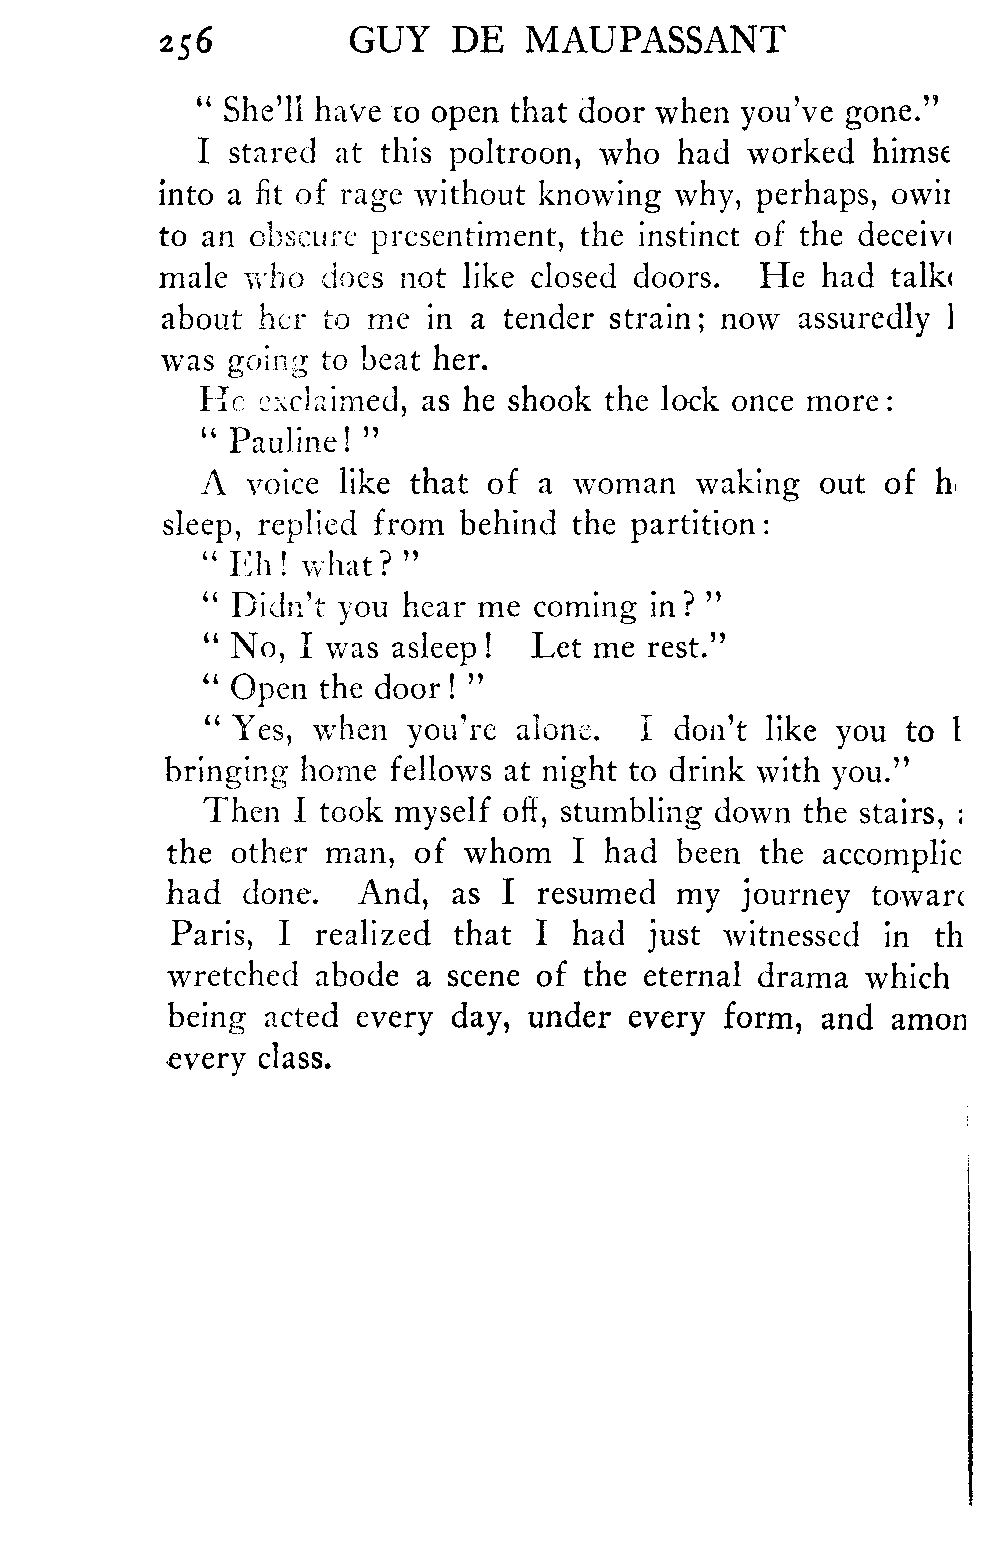 256 GUY DE MAUPASSANT
“ She'll have to open that door when you've gone.”
I stared at this poltroon, who had worked
into a fit of rage without knowing why, perhaps,
to an obscure presentiment, the instinct of the
male who does not like closed doors. He had
about her to me in a tender strain; now assuredly
was going to beat her.
He exclaimed, as he shook the lock once more:
“ Pauline! ”
A voice like that of a woman waking out of
sleep, replied from behind the partition:
“ Eh! what? ”
“ Didn't you hear me coming in? ”
“ No, I was asleep! Let me rest.”
“ Open the door! ”
“ Yes, when you're alone. I don't like you to
bringing home fellows at night to drink with you.”
Then I took myself off, stumbling down the stairs,
the other man, of whom I had been the
had done. And, as I resumed my journey
Paris, I realized that I had just witnessed in
wretched abode a scene of the eternal drama which
being acted every day, under every form, and
every class.